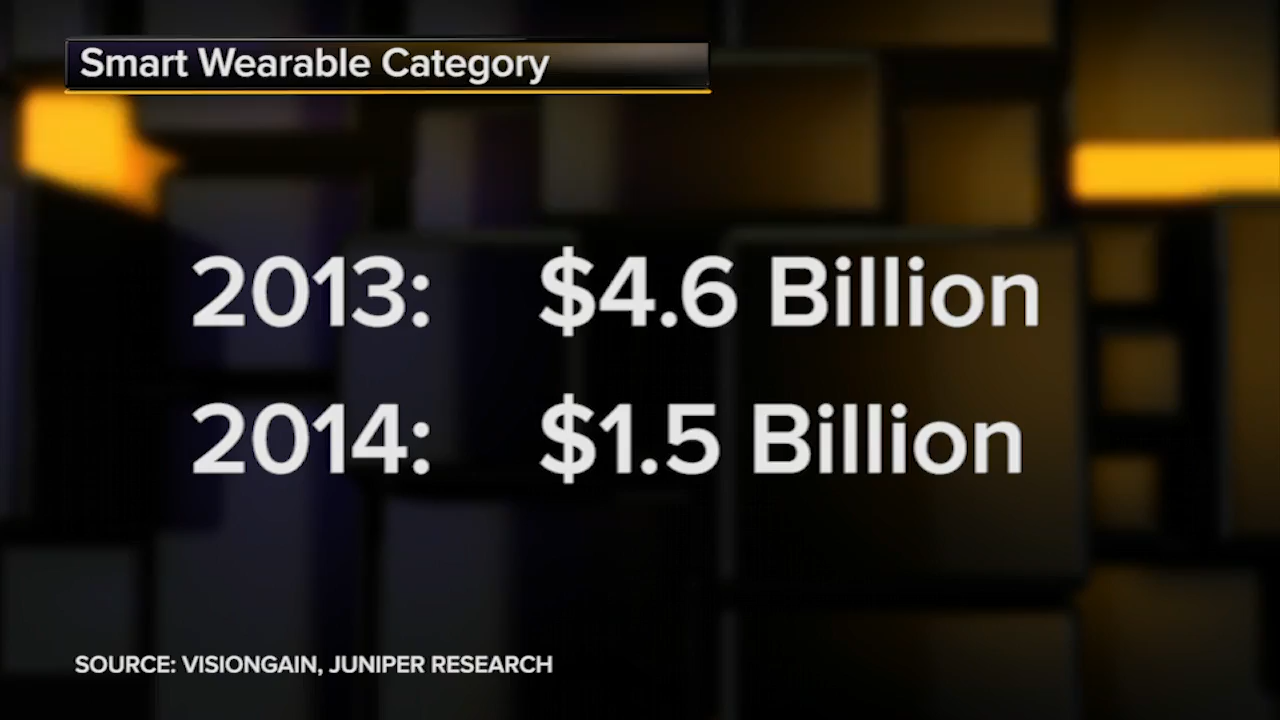 Smart Wearable Category
2013: $4.6 Billion
2014: $1.5 Billion
SOURCE: VISIONGAIN, JUNIPER RESEARCH